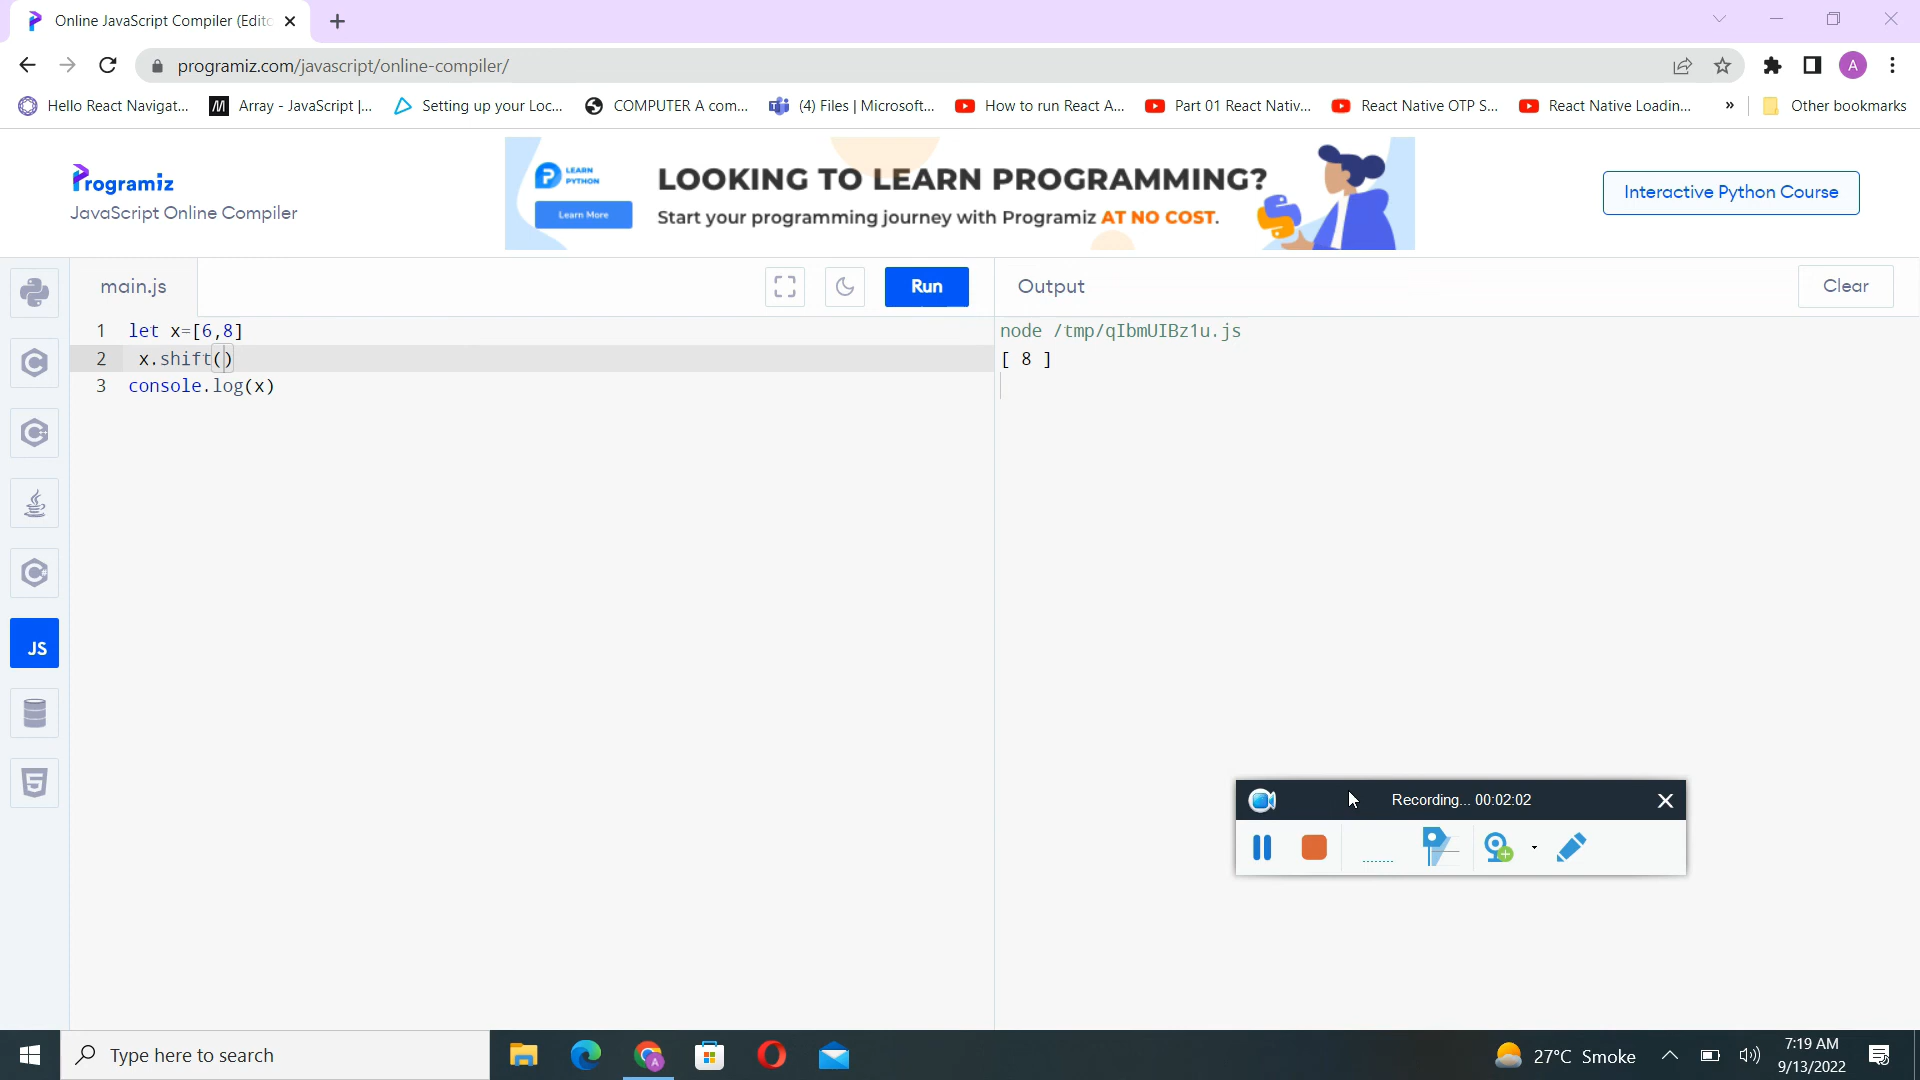 Online JavaScript Compiler (Edito
programiz.com/javascript/online-compiler/
A
Hello React Navigat...
Array - JavaScript |...
Setting up your Loc...
COMPUTER A com...
(4) Files | Microsoft...
How to run React A...
Part 01 React Nativ...
React Native OTP S...
React Native Loadin...
»
Other bookmarks
Programiz
JavaScript Online Compiler
LEARN
PYTHON
Learn More
LOOKING TO LEARN PROGRAMMING?
Start your programming journey with Programiz AT NO COST.
Interactive Python Course
main.js
Run
Output
Clear
1 let x=[6,8]
2 x.shift()
3 console.log(x)
node /tmp/qIbmUIBz1u.js
[ 8 ]
JS
Recording... 00:02:02
Type here to search
A
27°C Smoke
7:19 AM
9/13/2022